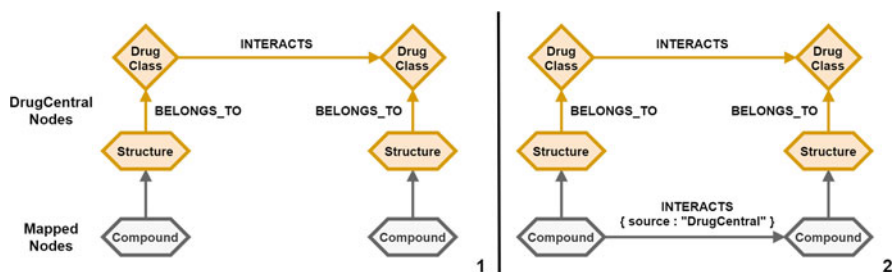 Drug
Class
INTERACTS
Drug
Class
DrugCentral
Nodes
BELONGS_TO
BELONGS_TO
Structure
Structure
Mapped
Nodes
Compound
Compound
1
Drug
Class
INTERACTS
Drug
Class
BELONGS_TO
BELONGS_TO
Structure
Structure
INTERACTS
{ source : "DrugCentral" }
Compound
Compound
2